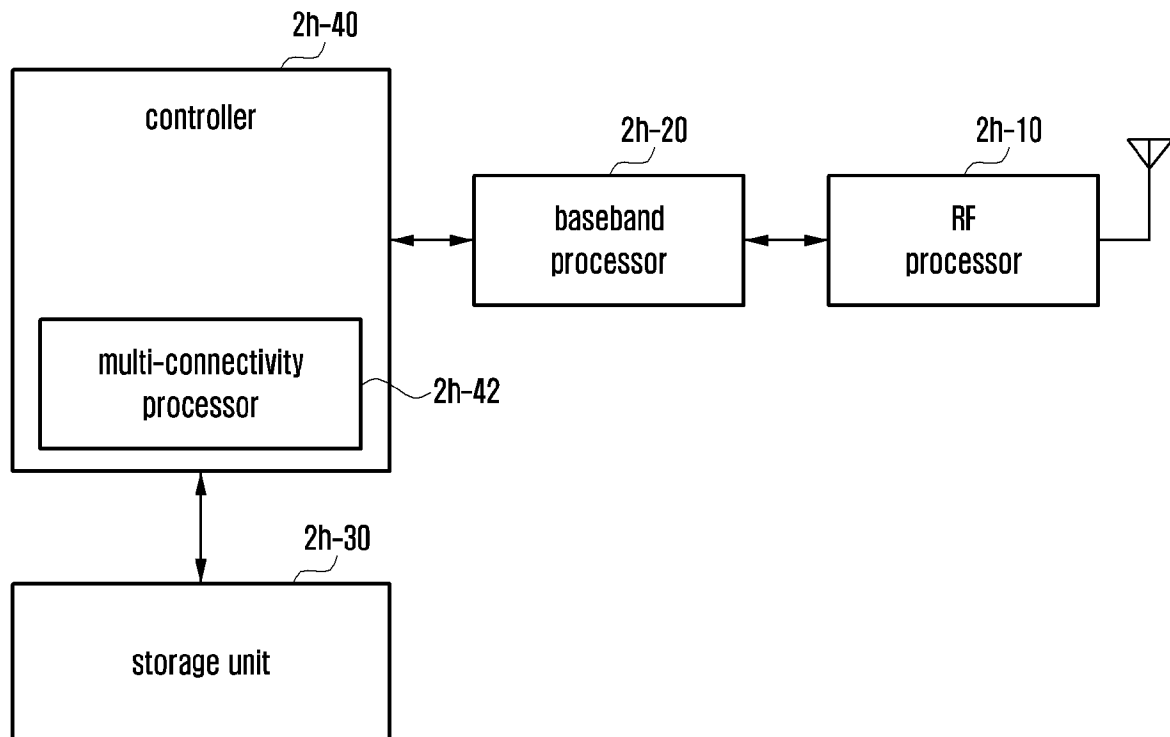 2h-40
controller
2h-20
2h-10
baseband
processor
RF
processor
multi-connectivity
processor
2h-42
2h-30
storage unit